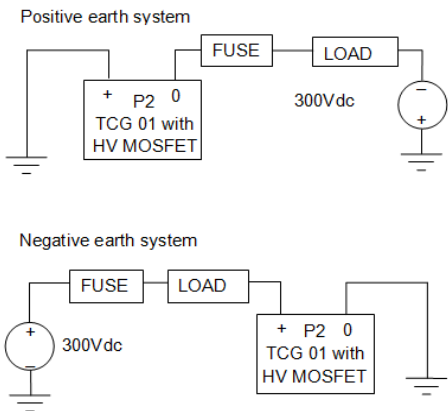 Positive earth system
FUSE
LOAD
+ P2 0
TCG 01 with
HV MOSFET
300Vdc
−
+
Negative earth system
FUSE
LOAD
+
−
300Vdc
+ P2 0
TCG 01 with
HV MOSFET